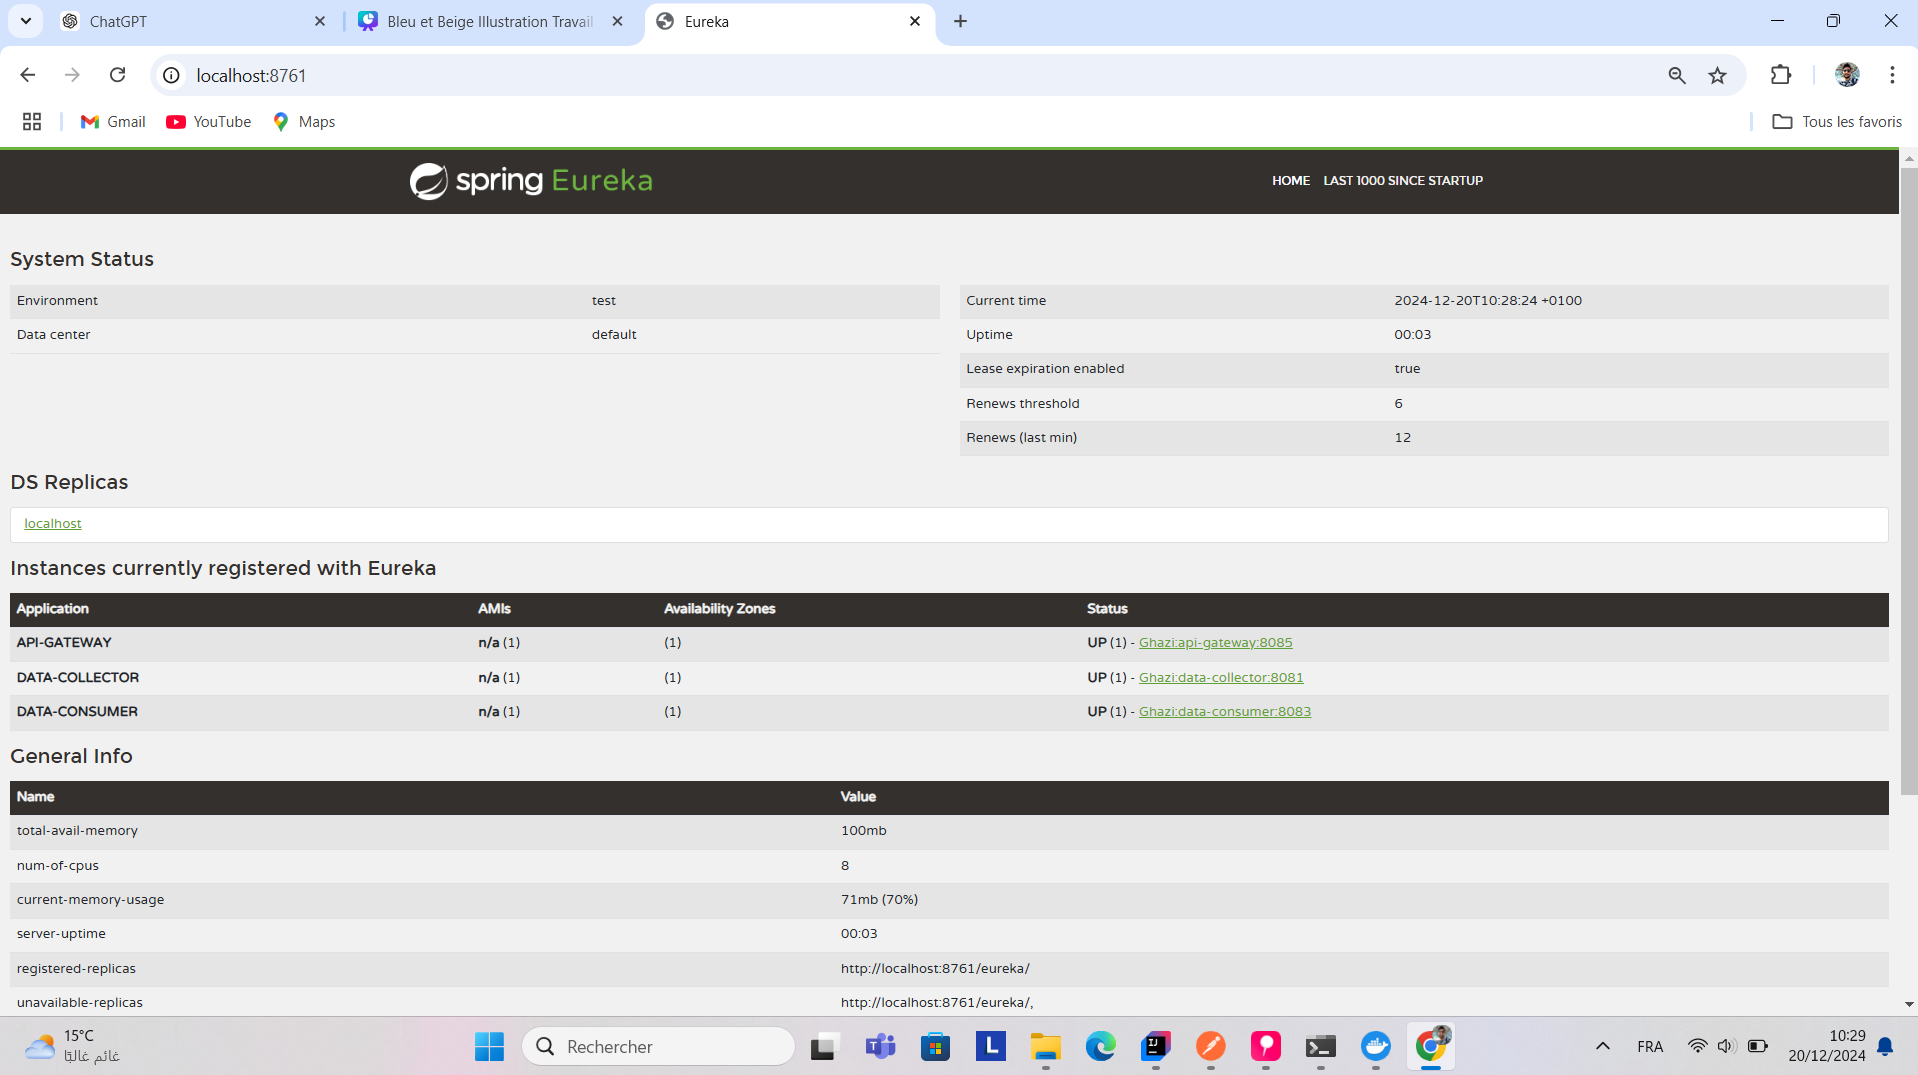 ChatGPT
Bleu et Beige Illustration Travail
Eureka
localhost:8761
Gmail
YouTube
Maps
Tous les favoris
spring Eureka
HOME LAST 1000 SINCE STARTUP
System Status
Environment test
Data center default
Current time 2024-12-20T10:28:24 +0100
Uptime 00:03
Lease expiration enabled true
Renews threshold 6
Renews (last min) 12
DS Replicas
localhost
Instances currently registered with Eureka
Application AMIs Availability Zones Status
API-GATEWAY n/a (1) (1) UP (1) - Ghazi:api-gateway:8085
DATA-COLLECTOR n/a (1) (1) UP (1) - Ghazi:data-collector:8081
DATA-CONSUMER n/a (1) (1) UP (1) - Ghazi:data-consumer:8083
General Info
Name Value
total-avail-memory 100mb
num-of-cpus 8
current-memory-usage 71mb (70%)
server-uptime 00:03
registered-replicas http://localhost:8761/eureka/
unavailable-replicas http://localhost:8761/eureka/,
15°C
غائم غالبًا
Rechercher
FRA
10:29
20/12/2024